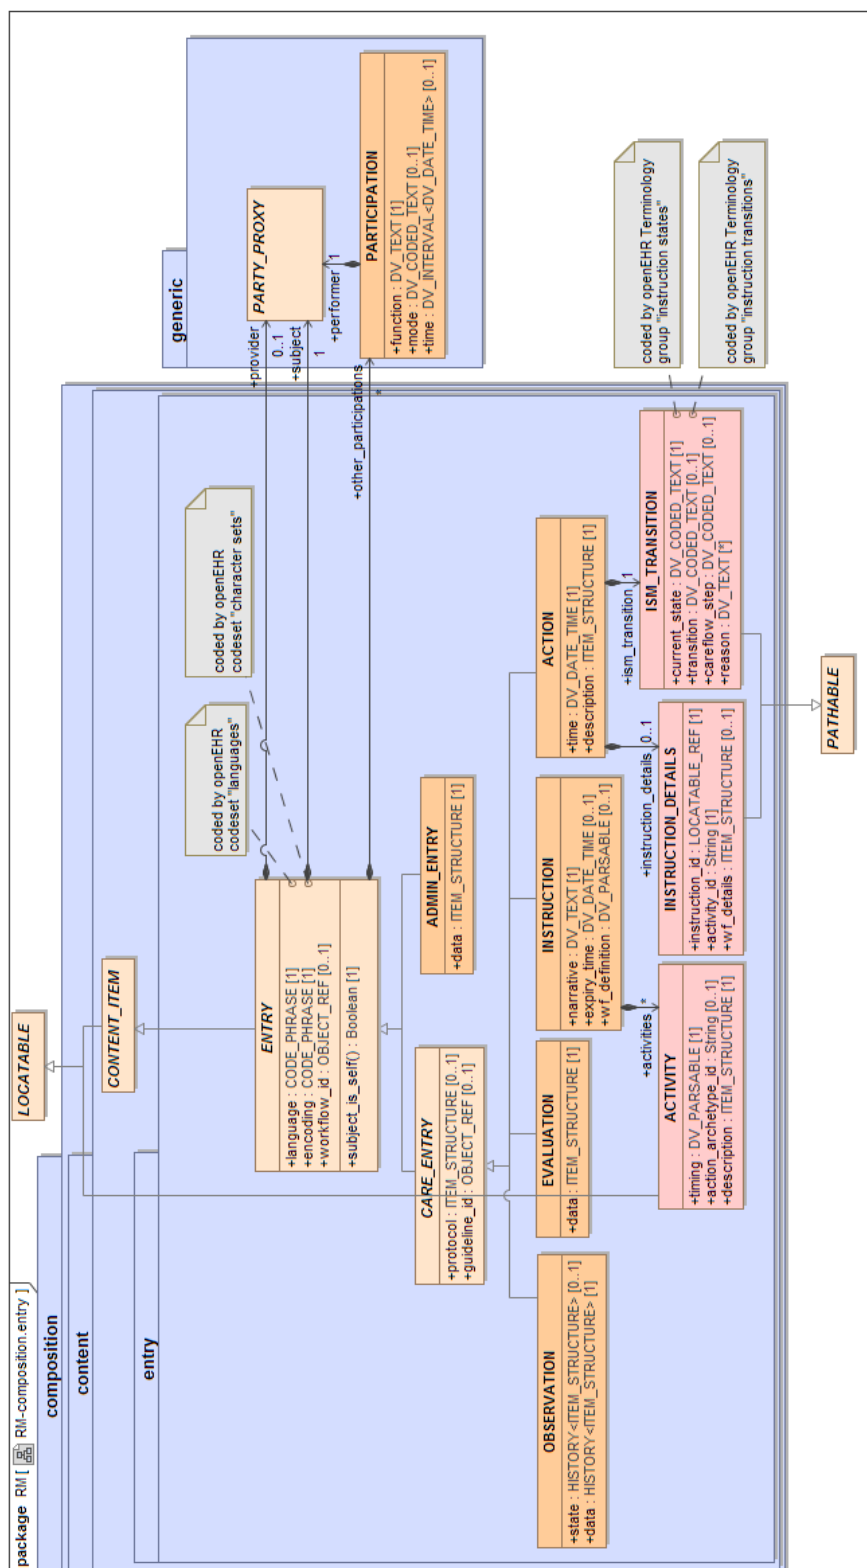 package RM [ RM-composition.entry ]
composition
content
entry
LOCATABLE
CONTENT_ITEM
coded by openEHR
codeset "languages"
coded by openEHR
codeset "character sets"
generic
PARTY_PROXY
+provider
0..1
+subject
1
+performer 1
PARTICIPATION
+function : DV_TEXT [1]
+mode : DV_CODED_TEXT [0..1]
+time : DV_INTERVAL<DV_DATE_TIME> [0..1]
+other_participations
*
ENTRY
+language : CODE_PHRASE [1]
+encoding : CODE_PHRASE [1]
+workflow_id : OBJECT_REF [0..1]
+subject_is_self() : Boolean [1]
CARE_ENTRY
+protocol : ITEM_STRUCTURE [0..1]
+guideline_id : OBJECT_REF [0..1]
ADMIN_ENTRY
+data : ITEM_STRUCTURE [1]
OBSERVATION
+state : HISTORY<ITEM_STRUCTURE> [0..1]
+data : HISTORY<ITEM_STRUCTURE> [1]
EVALUATION
+data : ITEM_STRUCTURE [1]
INSTRUCTION
+narrative : DV_TEXT [1]
+expiry_time : DV_DATE_TIME [0..1]
+wf_definition : DV_PARSABLE [0..1]
ACTION
+time : DV_DATE_TIME [1]
+description : ITEM_STRUCTURE [1]
+activities *
+instruction_details 0..1
+ism_transition 1
ACTIVITY
+timing : DV_PARSABLE [1]
+action_archetype_id : String [0..1]
+description : ITEM_STRUCTURE [1]
INSTRUCTION_DETAILS
+instruction_id : LOCATABLE_REF [1]
+activity_id : String [1]
+wf_details : ITEM_STRUCTURE [0..1]
ISM_TRANSITION
+current_state : DV_CODED_TEXT [1]
+transition : DV_CODED_TEXT [0..1]
+careflow_step : DV_CODED_TEXT [0..1]
+reason : DV_TEXT [*]
coded by openEHR Terminology
group "instruction states"
coded by openEHR Terminology
group "instruction transitions"
PATHABLE